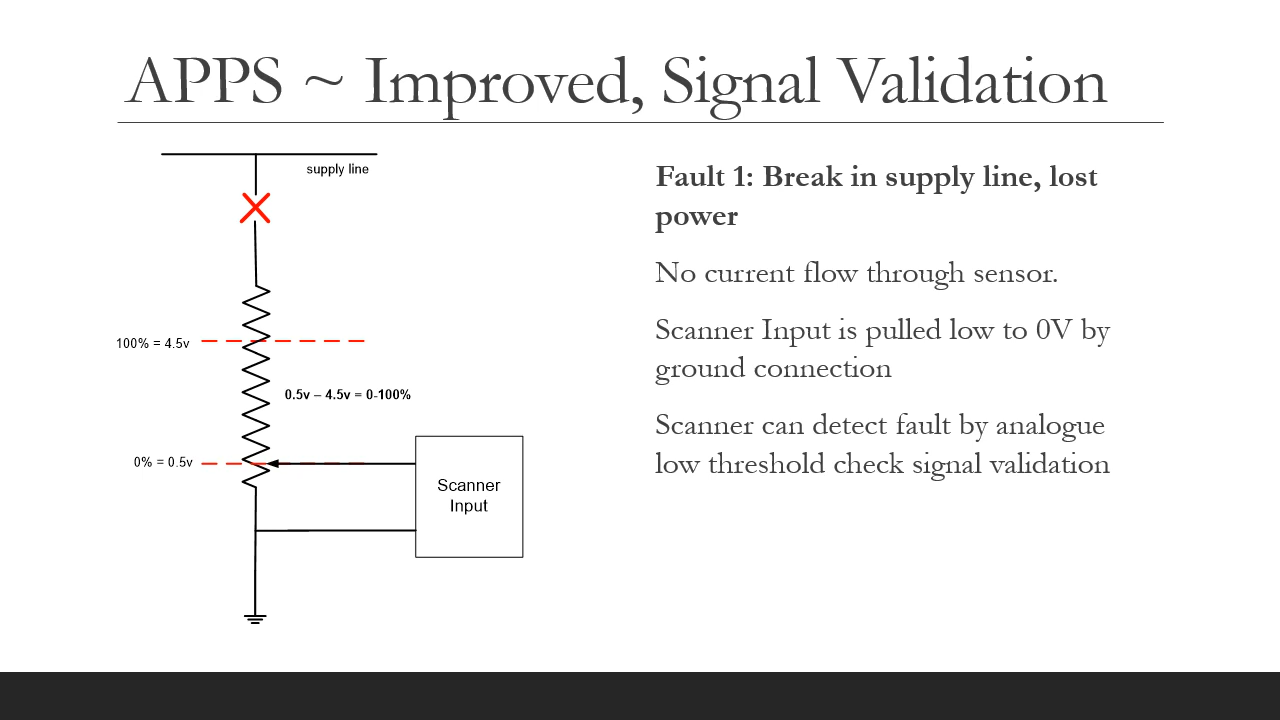 APPS ~ Improved, Signal Validation
supply line
100% = 4.5v
0.5v – 4.5v = 0-100%
0% = 0.5v
Scanner
Input
Fault 1: Break in supply line, lost
power
No current flow through sensor.
Scanner Input is pulled low to 0V by
ground connection
Scanner can detect fault by analogue
low threshold check signal validation